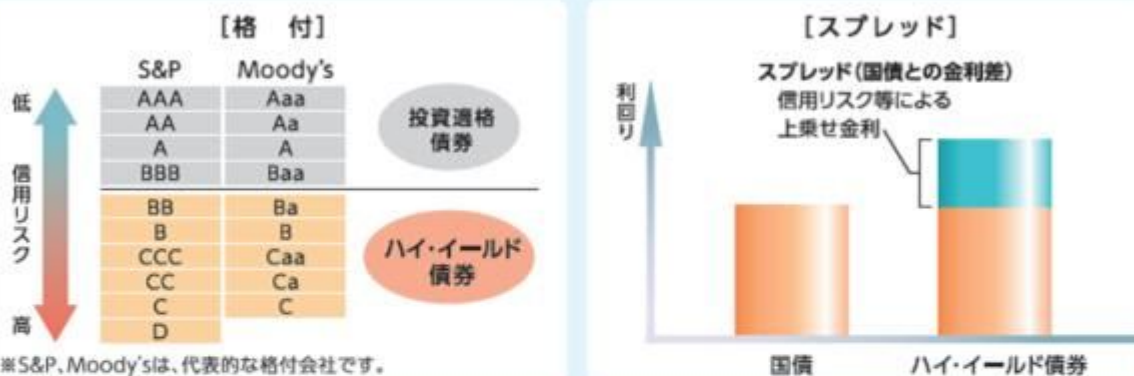 [格 付]
S&P Moody's
低
信用リスク
高
AAA Aaa
AA Aa
A A
BBB Baa
BB Ba
B B
CCC Caa
CC Ca
C C
D
投資適格
債券
ハイ・イールド
債券
※S&P、Moody'sは、代表的な格付会社です。
[スプレッド]
スプレッド(国債との金利差)
信用リスク等による
上乗せ金利
利回り
国債 ハイ・イールド債券